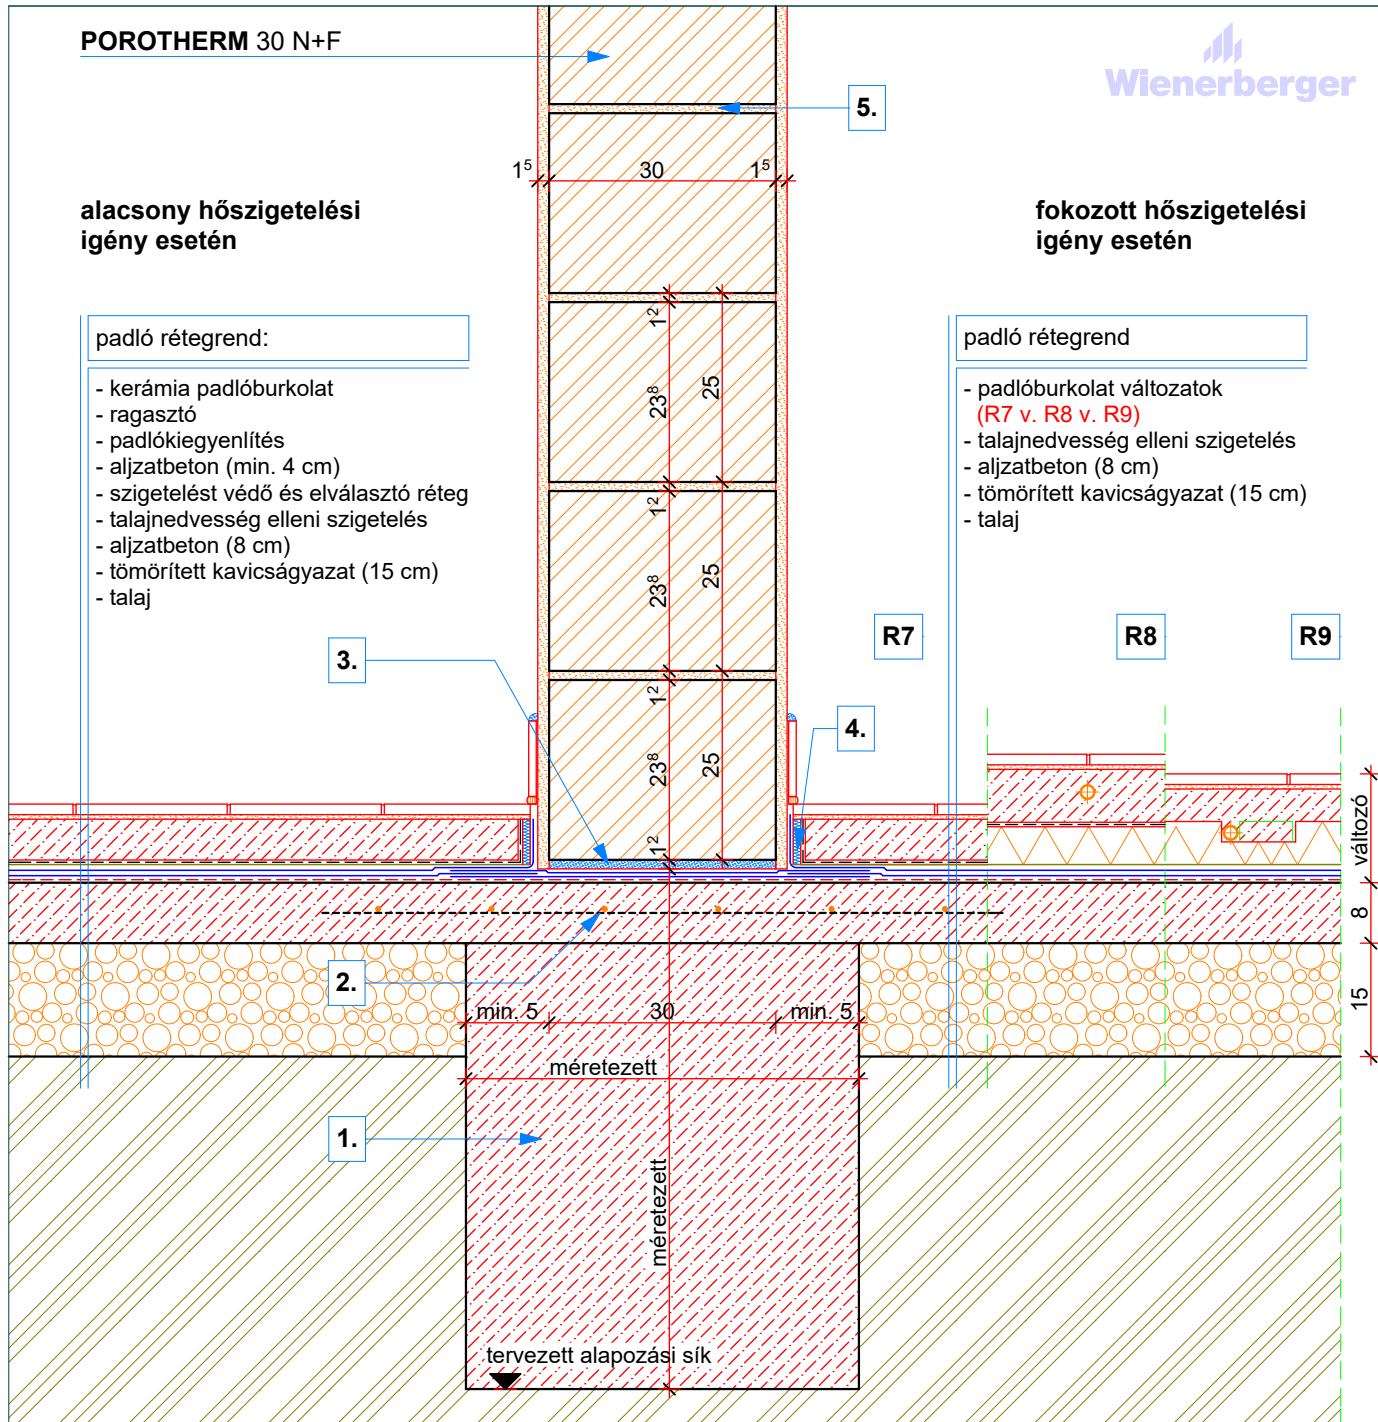 POROTHERM 30 N+F
Wienerberger
5.
1⁵ 30 1⁵
alacsony hőszigetelési
igény esetén
fokozott hőszigetelési
igény esetén
padló rétegrend:
- kerámia padlóburkolat
- ragasztó
- padlókiegyenlítés
- aljzatbeton (min. 4 cm)
- szigetelést védő és elválasztó réteg
- talajnedvesség elleni szigetelés
- aljzatbeton (8 cm)
- tömörített kavicságyazat (15 cm)
- talaj
padló rétegrend
- padlóburkolat változatok
(R7 v. R8 v. R9)
- talajnedvesség elleni szigetelés
- aljzatbeton (8 cm)
- tömörített kavicságyazat (15 cm)
- talaj
1²
23⁸
25
1²
23⁸
25
1²
23⁸
25
1²
R7
R8
R9
3.
4.
változó
8
15
2.
min. 5 30 min. 5
méretezett
1.
méretezett
tervezett alapozási sík